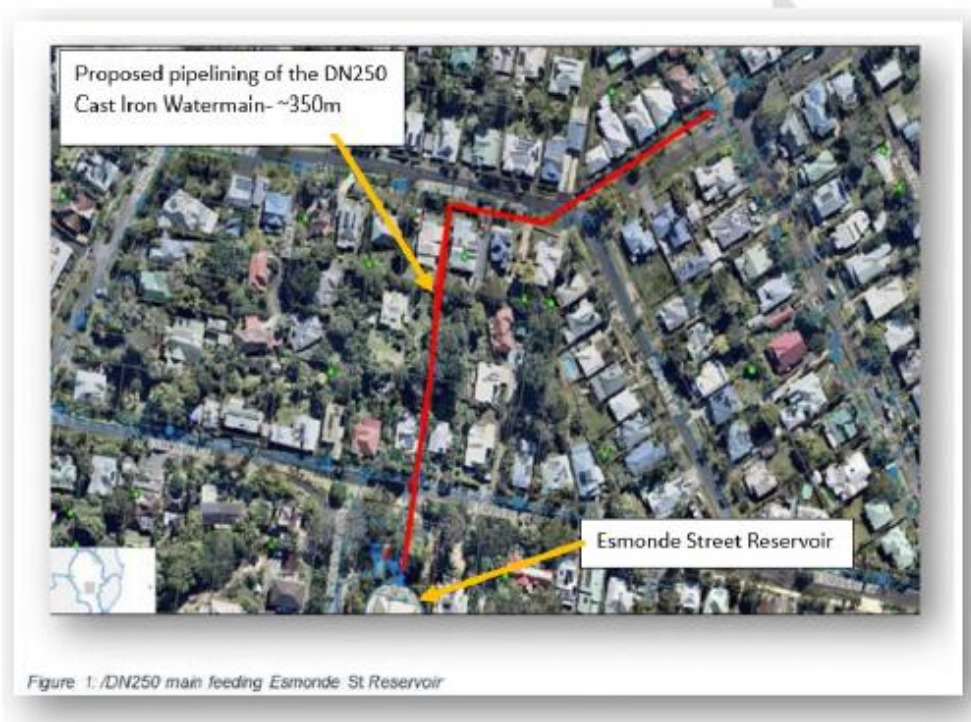 Proposed pipelining of the DN250
Cast Iron Watermain- ~350m
Esmonde Street Reservoir
Figure 1: /DN250 main feeding Esmonde St Reservoir